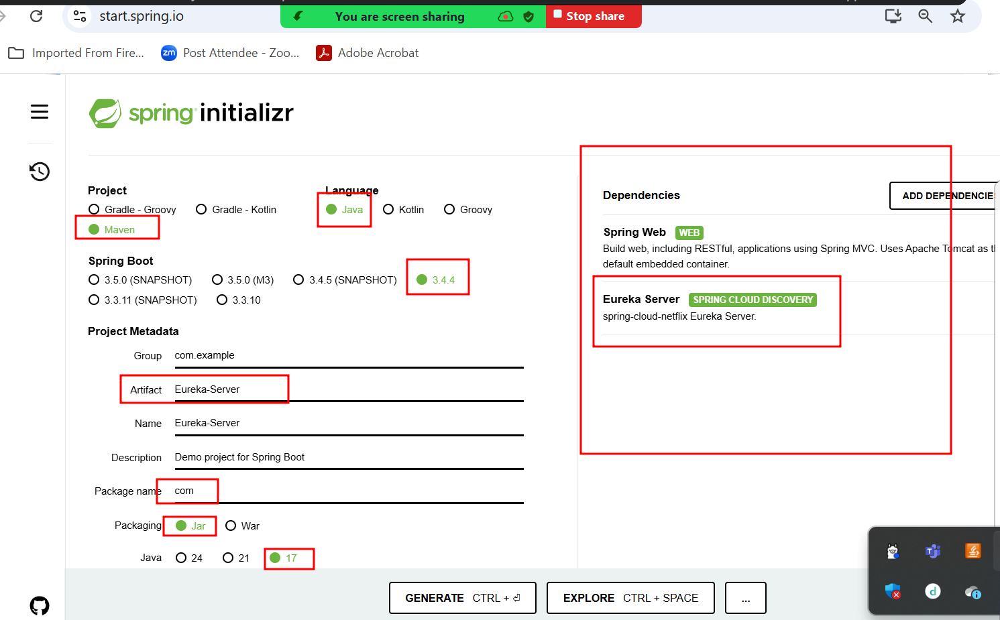 start.spring.io
You are screen sharing
Stop share
Imported From Fire...
zm
Post Attendee - Zoo...
Adobe Acrobat
spring initializr
Project
Gradle - Groovy
Gradle - Kotlin
Maven
Language
Java
Kotlin
Groovy
Spring Boot
3.5.0 (SNAPSHOT)
3.5.0 (M3)
3.4.5 (SNAPSHOT)
3.4.4
3.3.11 (SNAPSHOT)
3.3.10
Project Metadata
Group com.example
Artifact Eureka-Server
Name Eureka-Server
Description Demo project for Spring Boot
Package name com
Packaging Jar War
Java 24 21 17
Dependencies
ADD DEPENDENCIE
Spring Web WEB
Build web, including RESTful, applications using Spring MVC. Uses Apache Tomcat as t
default embedded container.
Eureka Server SPRING CLOUD DISCOVERY
spring-cloud-netflix Eureka Server.
GENERATE CTRL + ⏎
EXPLORE CTRL + SPACE
...
T
d